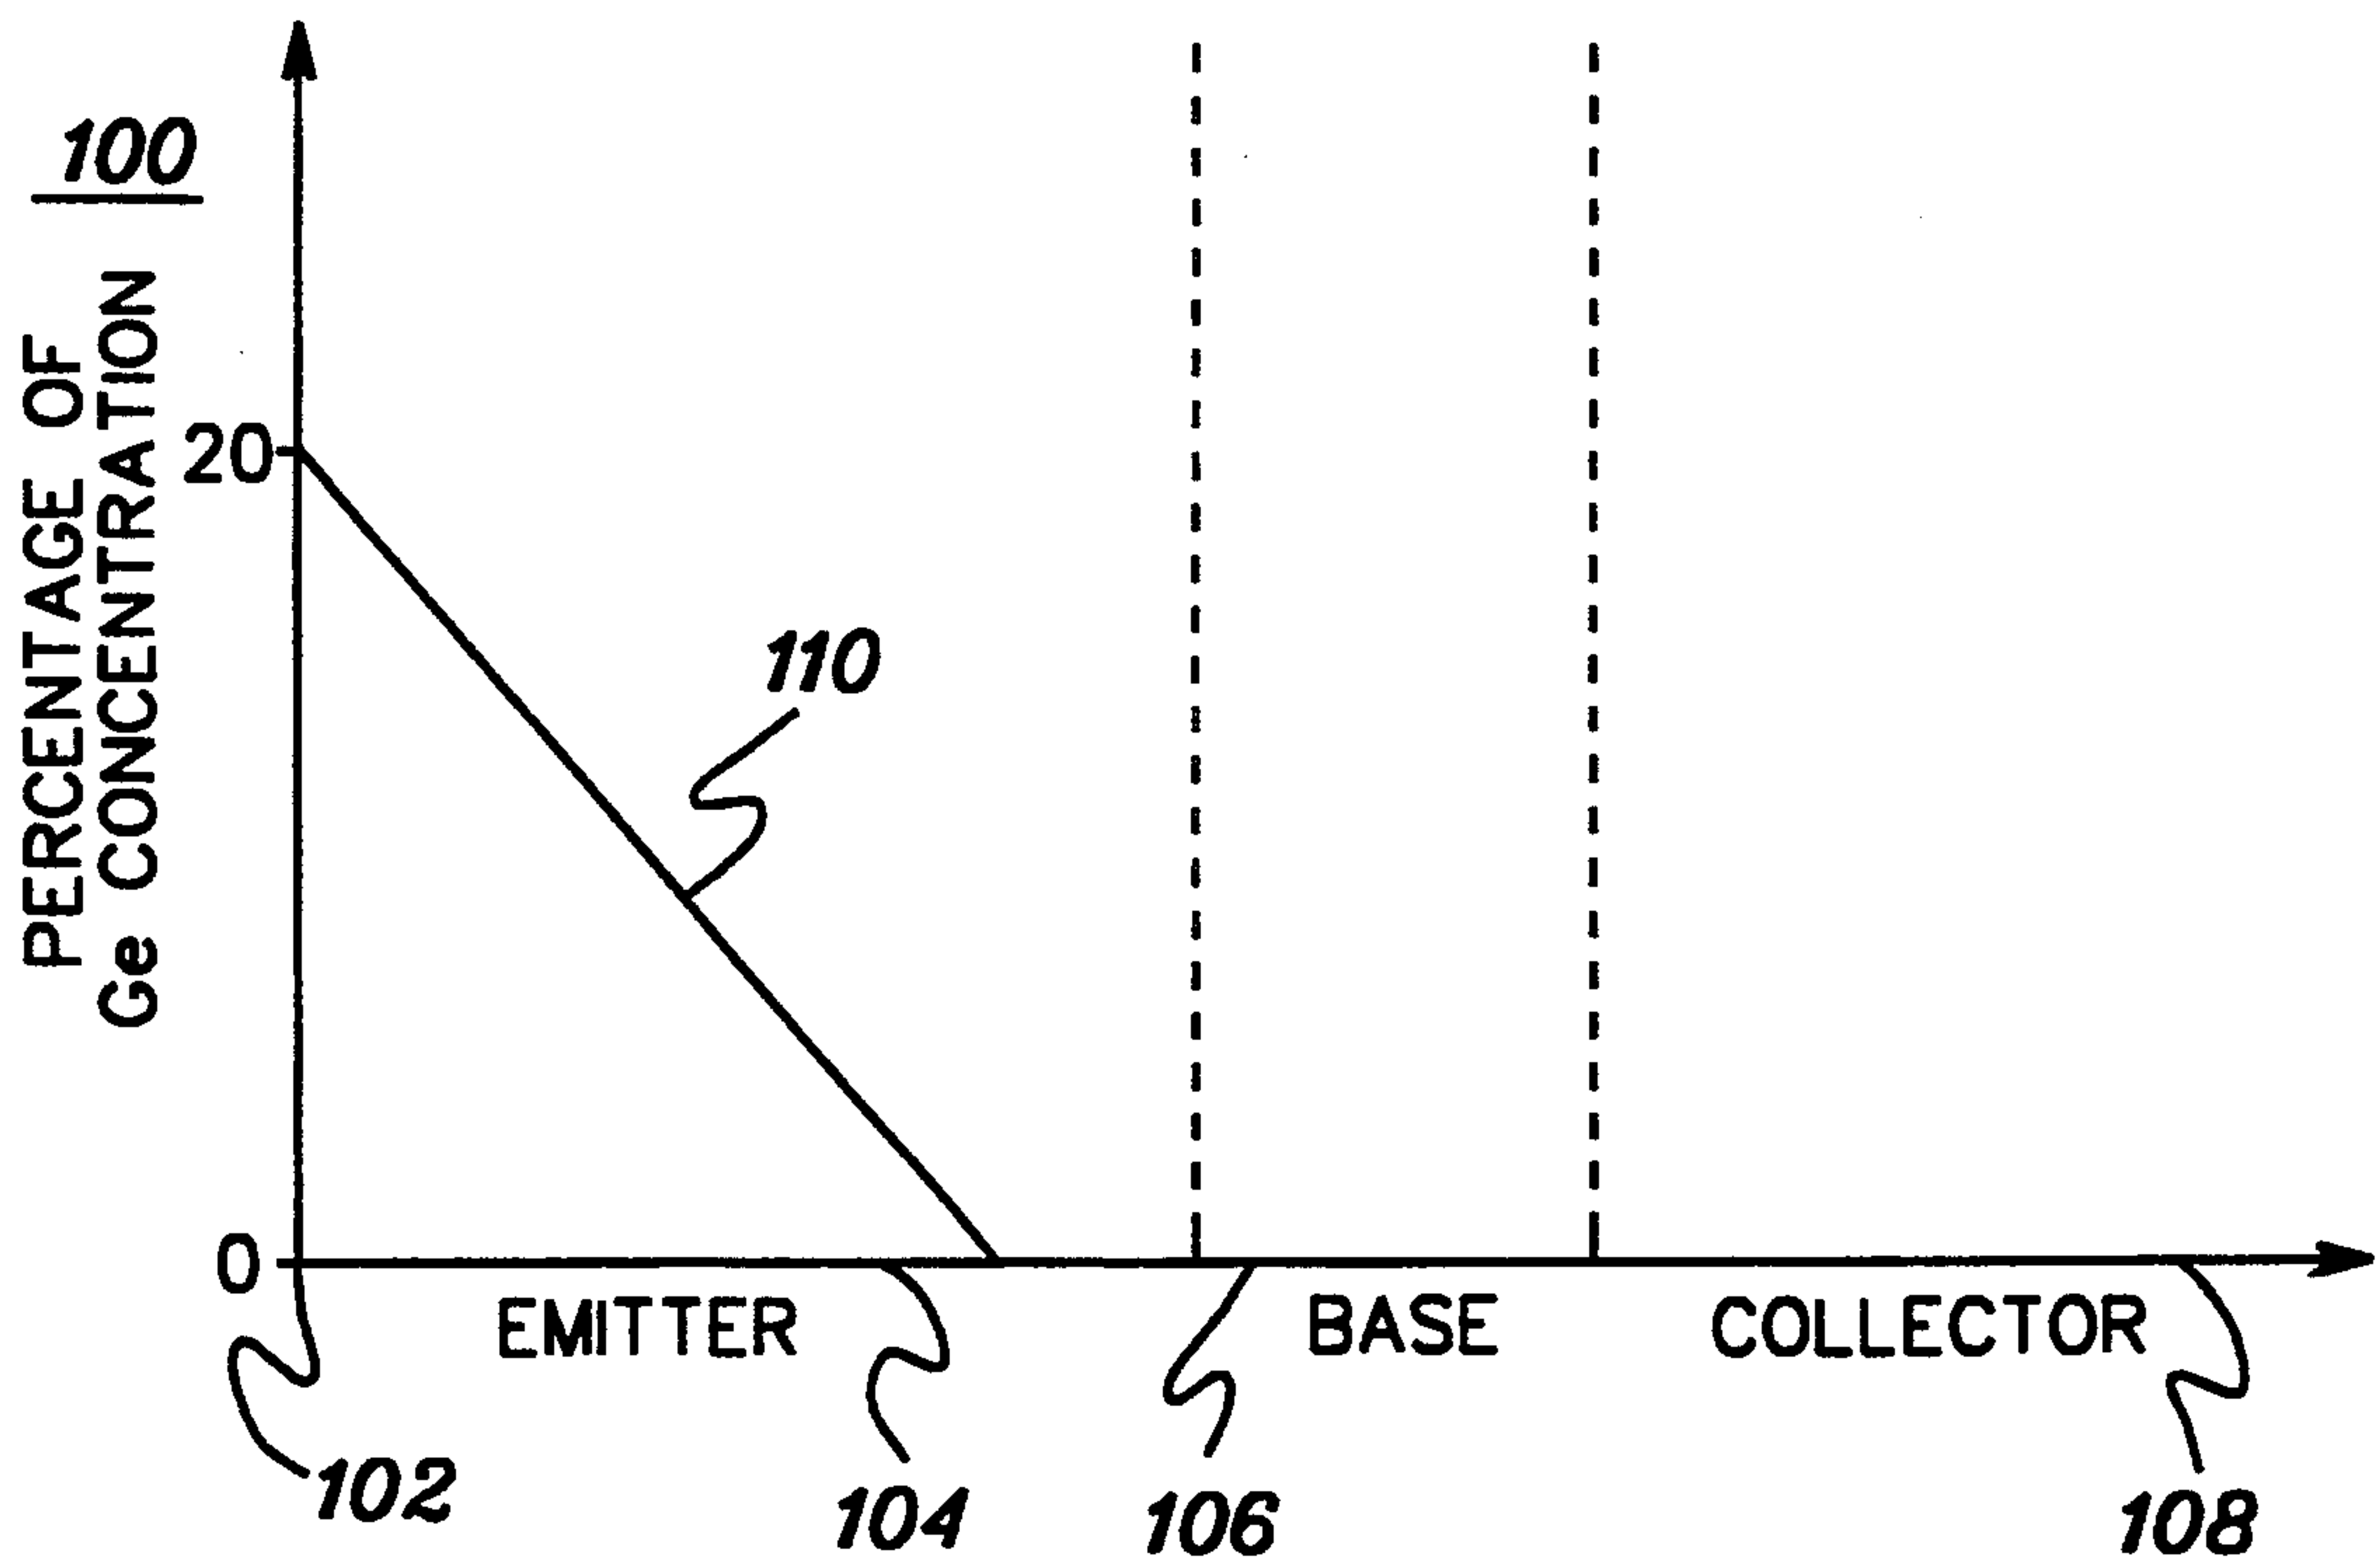 100
PERCENTAGE OF
Ge CONCENTRATION
20
110
0
EMITTER
BASE
COLLECTOR
102
104
106
108